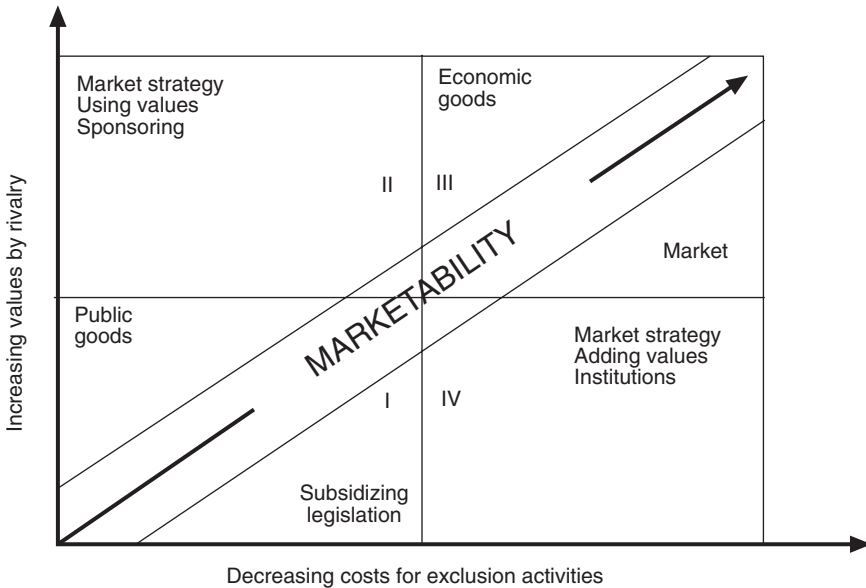 Market strategy
Using values
Sponsoring
Economic
goods
II
III
Increasing values by rivalry
MARKETABILITY
Market
Public
goods
Market strategy
Adding values
Institutions
I
IV
Subsidizing
legislation
Decreasing costs for exclusion activities